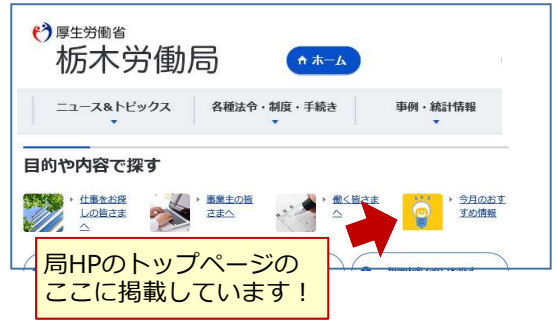 厚生労働省
栃木労働局
ホーム
ニュース&トピックス 各種法令・制度・手続き 事例・統計情報
目的や内容で探す
仕事をお探しの皆さまへ
事業主の皆さまへ
働く皆さまへ
今月のおすすめ情報
局HPのトップページの
ここに掲載しています！